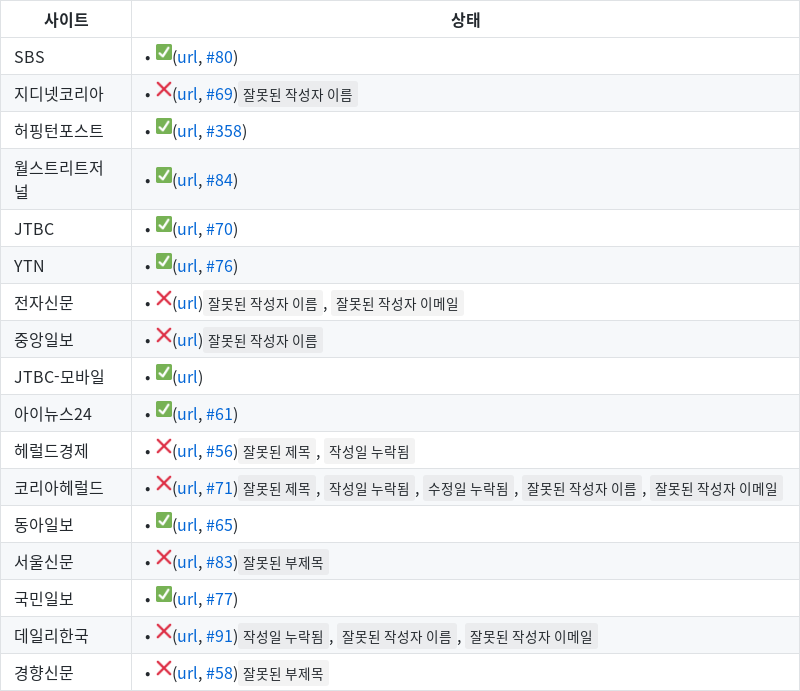 사이트 상태
SBS • ✅(url, #80)
지디넷코리아 • ❌(url, #69) 잘못된 작성자 이름
허핑턴포스트 • ✅(url, #358)
월스트리트저
널 • ✅(url, #84)
JTBC • ✅(url, #70)
YTN • ✅(url, #76)
전자신문 • ❌(url) 잘못된 작성자 이름 , 잘못된 작성자 이메일
중앙일보 • ❌(url) 잘못된 작성자 이름
JTBC-모바일 • ✅(url)
아이뉴스24 • ✅(url, #61)
헤럴드경제 • ❌(url, #56) 잘못된 제목 , 작성일 누락됨
코리아헤럴드 • ❌(url, #71) 잘못된 제목 , 작성일 누락됨 , 수정일 누락됨 , 잘못된 작성자 이름 , 잘못된 작성자 이메일
동아일보 • ✅(url, #65)
서울신문 • ❌(url, #83) 잘못된 부제목
국민일보 • ✅(url, #77)
데일리한국 • ❌(url, #91) 작성일 누락됨 , 잘못된 작성자 이름 , 잘못된 작성자 이메일
경향신문 • ❌(url, #58) 잘못된 부제목